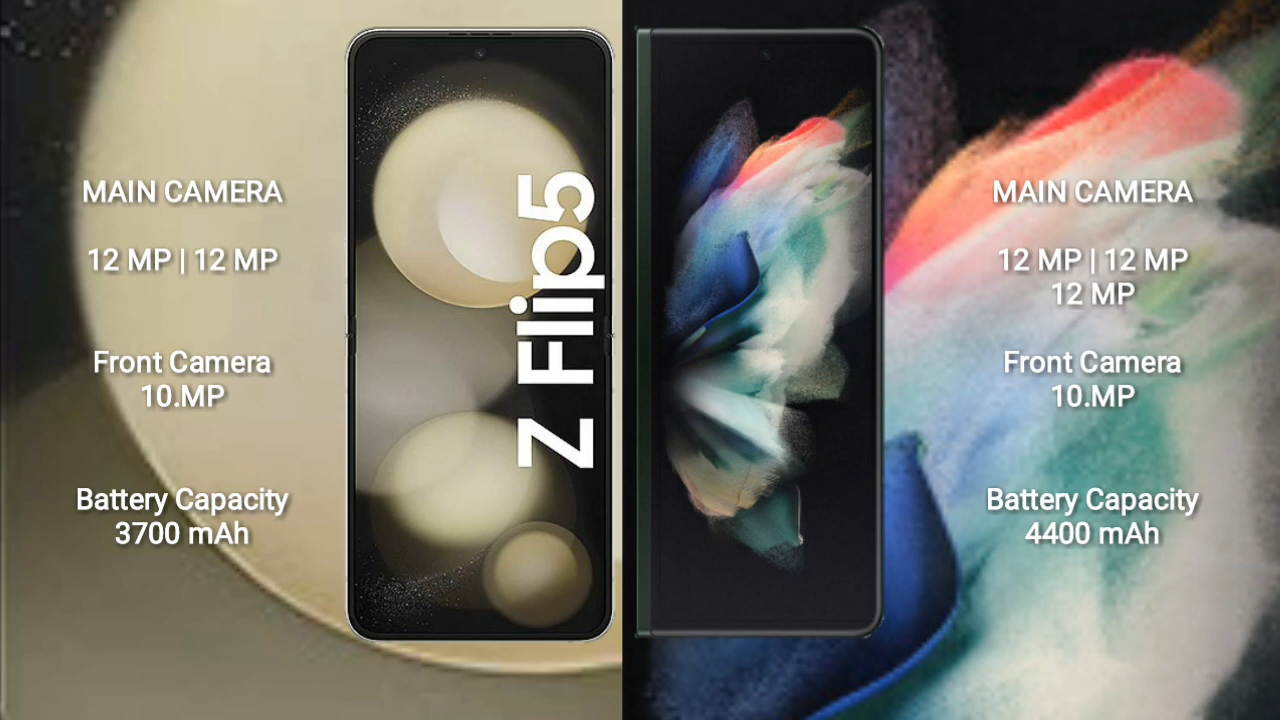 MAIN CAMERA
12 MP | 12 MP
Front Camera
10.MP
Battery Capacity
3700 mAh
Z Flip5
MAIN CAMERA
12 MP | 12 MP
12 MP
Front Camera
10.MP
Battery Capacity
4400 mAh